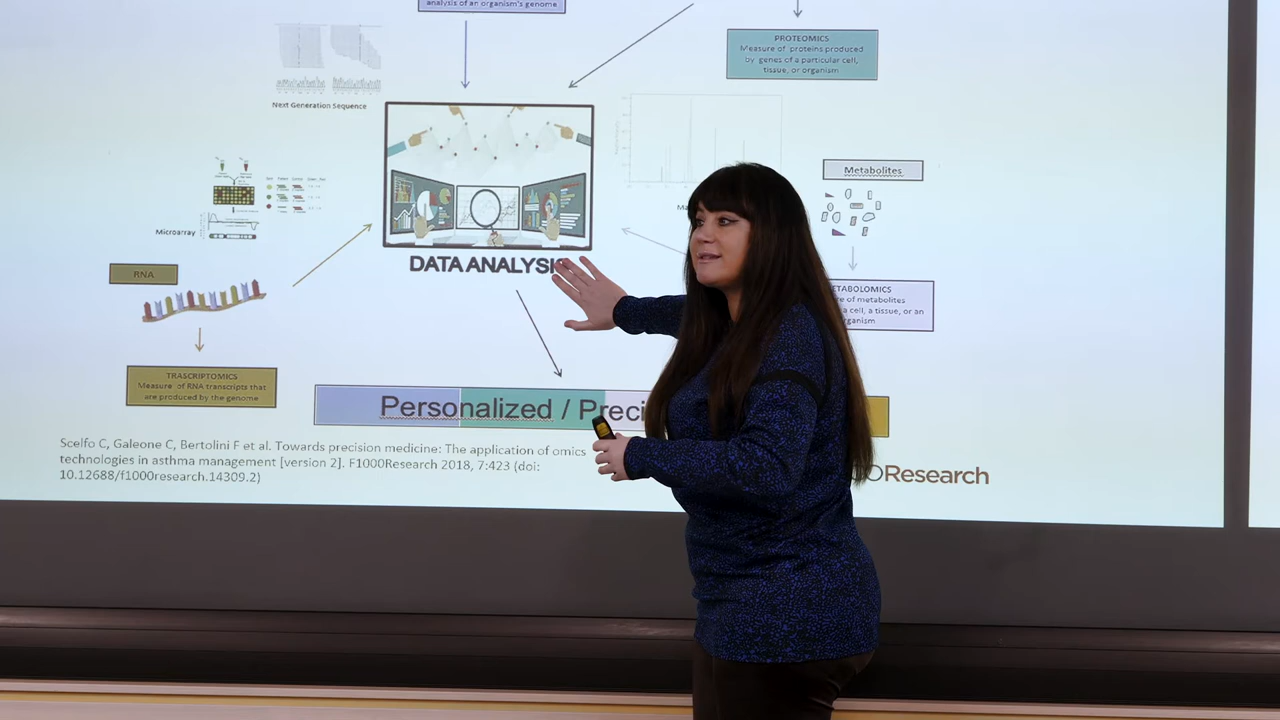 analysis of an organism's genome
PROTEOMICS
Measure of proteins produced
by genes of a particular cell,
tissue, or organism
Next Generation Sequence
Metabolites
Microarray
RNA
DATA ANALYSIS
METABOLOMICS
of metabolites
a cell, a tissue, or an
organism
TRASCRIPTOMICS
Measure of RNA transcripts that
are produced by the genome
Personalized / Preci
Scelfo C, Galeone C, Bertolini F et al. Towards precision medicine: The application of omics
technologies in asthma management [version 2]. F1000Research 2018, 7:423 (doi:
10.12688/f1000research.14309.2)
Research